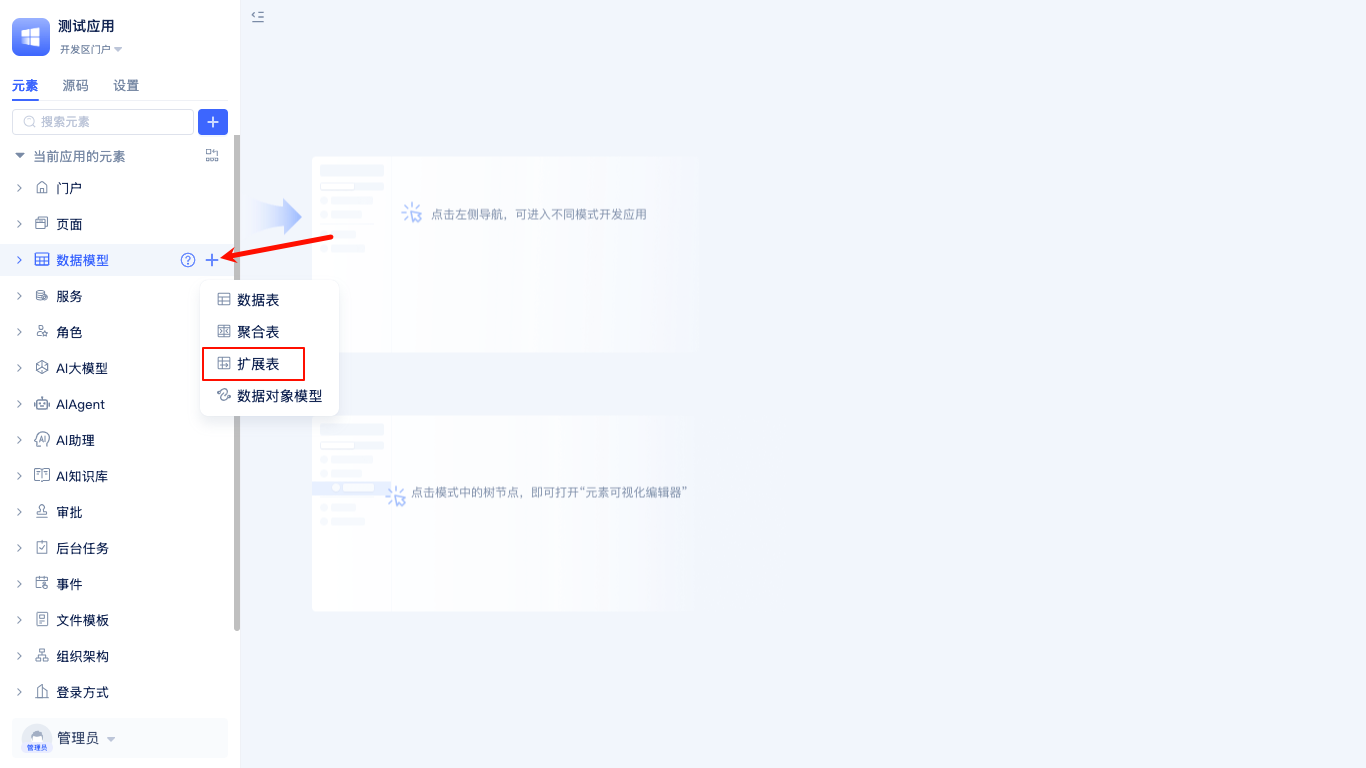 测试应用
开发区门户
元素 源码 设置
搜索元素
当前应用的元素
门户
页面
数据模型
服务
角色
AI大模型
AIAgent
AI助理
AI知识库
审批
后台任务
事件
文件模板
组织架构
登录方式
管理员
管理员
数据表
聚合表
扩展表
数据对象模型
点击左侧导航，可进入不同模式开发应用
点击模式中的树节点，即可打开“元素可视化编辑器”